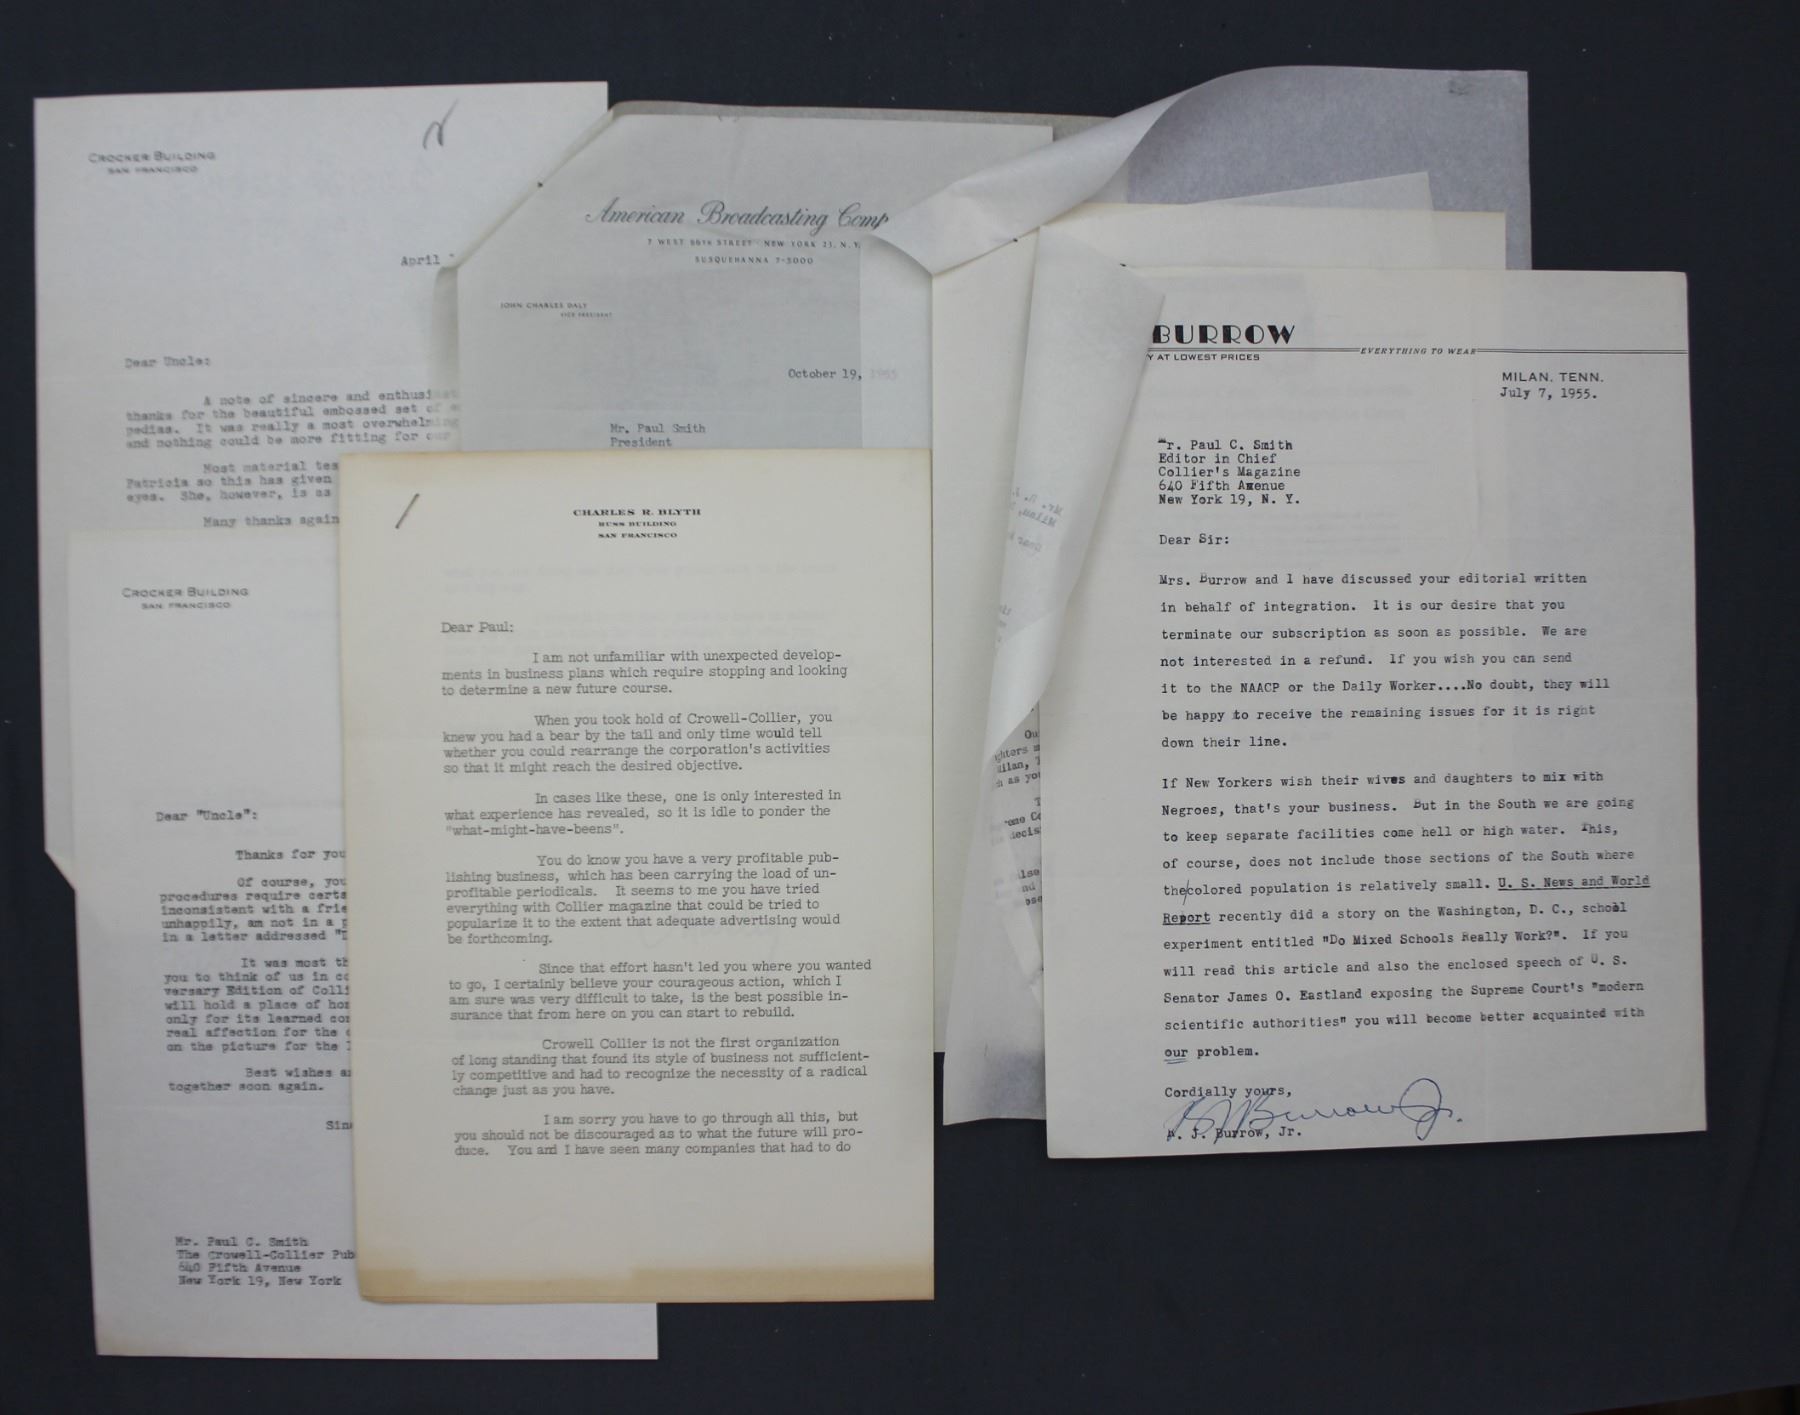 CROCKER BUILDING
SAN FRANCISCO
April
Dear Uncle:
A note of sincere and enthusiast
thanks for the beautiful embossed set of
pedias. It was really a most overwhelming
and nothing could be more fitting for our
Most material tes
Patricia so this has given
eyes. She, however, is as
Many thanks again
CROCKER BUILDING
SAN FRANCISCO
Dear "Uncle":
Thanks for you
Of course, you
procedures require certa
inconsistent with a frie
unhappily, am not in a p
in a letter addressed "D
It was most th
you to think of us in co
versary Edition of Colli
will hold a place of hon
only for its learned con
real affection for the
on the picture for the
Best wishes an
together soon again.
Sinc
Mr. Paul C. Smith
The Crowell-Collier Pub
640 Fifth Avenue
New York 19, New York
American Broadcasting Comp
7 WEST 66TH STREET · NEW YORK 23, N. Y.
SUSQUEHANNA 7-5000
JOHN CHARLES DALY
VICE PRESIDENT
October 19, 1955
Mr. Paul Smith
President
CHARLES R. BLYTH
RUSS BUILDING
SAN FRANCISCO
Dear Paul:
I am not unfamiliar with unexpected develop-
ments in business plans which require stopping and looking
to determine a new future course.
When you took hold of Crowell-Collier, you
knew you had a bear by the tail and only time would tell
whether you could rearrange the corporation's activities
so that it might reach the desired objective.
In cases like these, one is only interested in
what experience has revealed, so it is idle to ponder the
"what-might-have-beens".
You do know you have a very profitable pub-
lishing business, which has been carrying the load of un-
profitable periodicals. It seems to me you have tried
everything with Collier magazine that could be tried to
popularize it to the extent that adequate advertising would
be forthcoming.
Since that effort hasn't led you where you wanted
to go, I certainly believe your courageous action, which I
am sure was very difficult to take, is the best possible in-
surance that from here on you can start to rebuild.
Crowell Collier is not the first organization
of long standing that found its style of business not sufficient-
ly competitive and had to recognize the necessity of a radical
change just as you have.
I am sorry you have to go through all this, but
you should not be discouraged as to what the future will pro-
duce. You and I have seen many companies that had to do
Ou
ghters m
Milan, T
h as you
T
reme Co
decis
alse
and
ose
BURROW
Y AT LOWEST PRICES
EVERYTHING TO WEAR
MILAN, TENN.
July 7, 1955.
Mr. Paul C. Smith
Editor in Chief
Collier's Magazine
640 Fifth Avenue
New York 19, N. Y.
Dear Sir:
Mrs. Burrow and I have discussed your editorial written
in behalf of integration. It is our desire that you
terminate our subscription as soon as possible. We are
not interested in a refund. If you wish you can send
it to the NAACP or the Daily Worker....No doubt, they will
be happy to receive the remaining issues for it is right
down their line.
If New Yorkers wish their wives and daughters to mix with
Negroes, that's your business. But in the South we are going
to keep separate facilities come hell or high water. This,
of course, does not include those sections of the South where
the/colored population is relatively small. U. S. News and World
Report recently did a story on the Washington, D. C., school
experiment entitled "Do Mixed Schools Really Work?". If you
will read this article and also the enclosed speech of U. S.
Senator James O. Eastland exposing the Supreme Court's "modern
scientific authorities" you will become better acquainted with
our problem.
Cordially yours,
A J Burrow Jr.
A. J. Burrow, Jr.